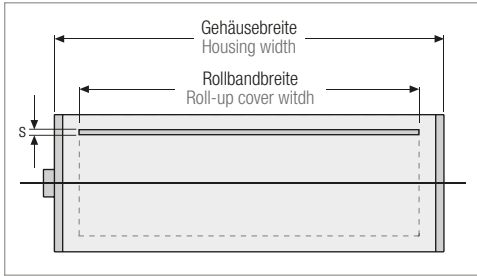 Gehäusebreite
Housing width
Rollbandbreite
Roll-up cover witdh
s